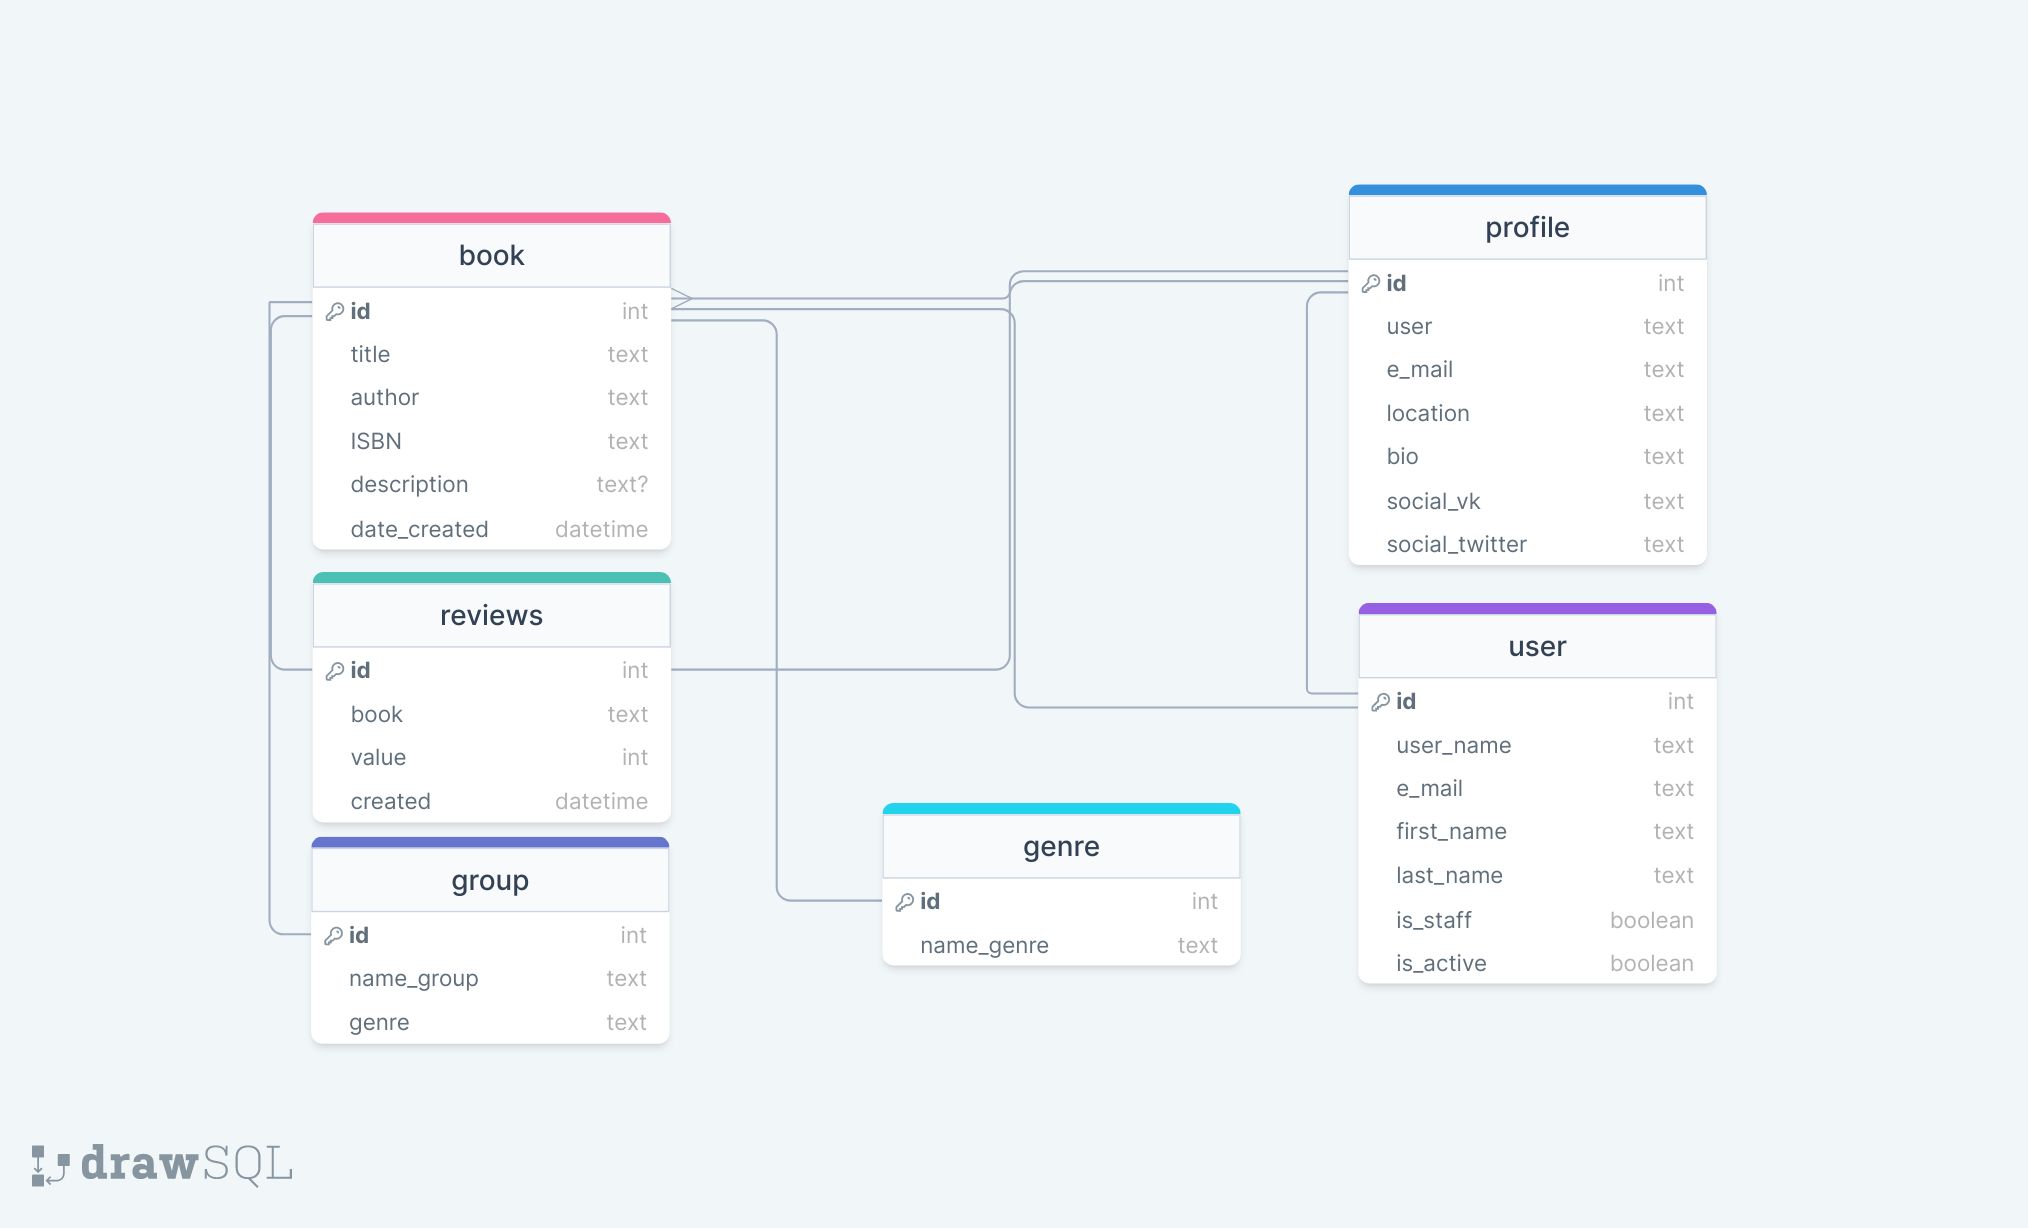 book
id int
title text
author text
ISBN text
description text?
date_created datetime
reviews
id int
book text
value int
created datetime
group
id int
name_group text
genre text
genre
id int
name_genre text
profile
id int
user text
e_mail text
location text
bio text
social_vk text
social_twitter text
user
id int
user_name text
e_mail text
first_name text
last_name text
is_staff boolean
is_active boolean
drawSQL